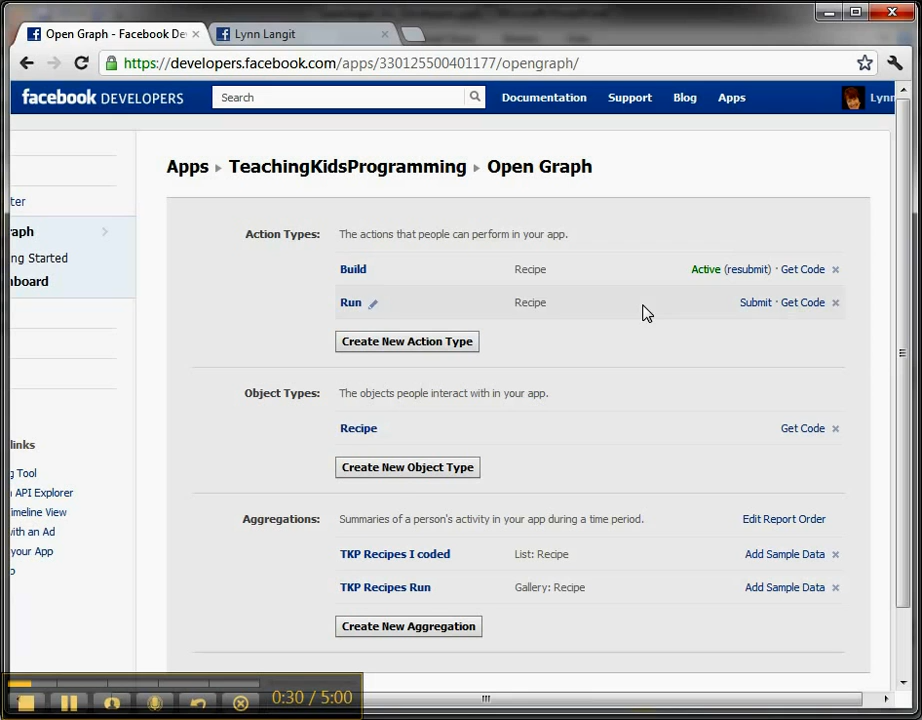 Open Graph - Facebook De
Lynn Langit
https://developers.facebook.com/apps/330125500401177/opengraph/
facebook DEVELOPERS
Search
Documentation Support Blog Apps Lynn
Apps ▸ TeachingKidsProgramming ▸ Open Graph
ter
raph
ng Started
nboard
links
g Tool
n API Explorer
Timeline View
with an Ad
your App
Action Types: The actions that people can perform in your app.
Build Recipe Active (resubmit) · Get Code ×
Run Recipe Submit · Get Code ×
Create New Action Type
Object Types: The objects people interact with in your app.
Recipe Get Code ×
Create New Object Type
Aggregations: Summaries of a person's activity in your app during a time period. Edit Report Order
TKP Recipes I coded List: Recipe Add Sample Data ×
TKP Recipes Run Gallery: Recipe Add Sample Data ×
Create New Aggregation
0:30 / 5:00